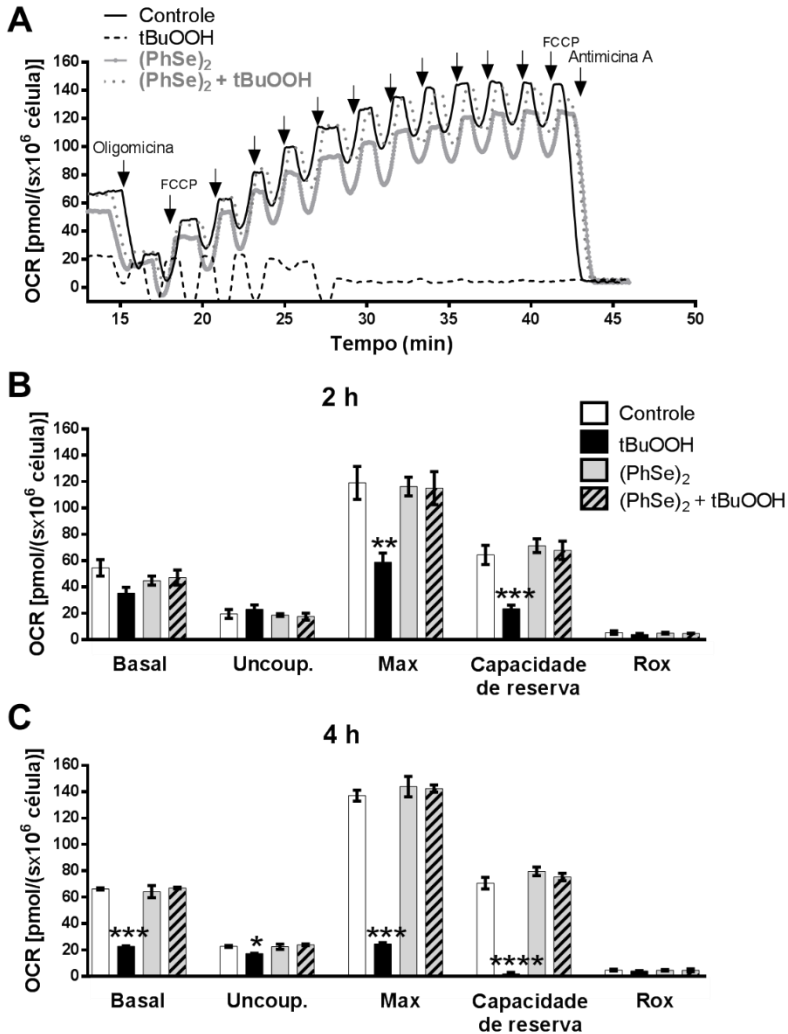 A
Controle
tBuOOH
(PhSe)2
(PhSe)2 + tBuOOH
FCCP
Antimicina A
Oligomicina
FCCP
OCR [pmol/(sx10⁶ célula)]
160
140
120
100
80
60
40
20
0
15 20 25 30 35 40 45 50
Tempo (min)
B
2 h
Controle
tBuOOH
(PhSe)2
(PhSe)2 + tBuOOH
OCR [pmol/(sx10⁶ célula)]
160
140
120
100
80
60
40
20
0
**
***
Basal Uncoup. Max Capacidade de reserva Rox
C
4 h
OCR [pmol/(sx10⁶ célula)]
160
140
120
100
80
60
40
20
0
***
*
***
****
Basal Uncoup. Max Capacidade de reserva Rox